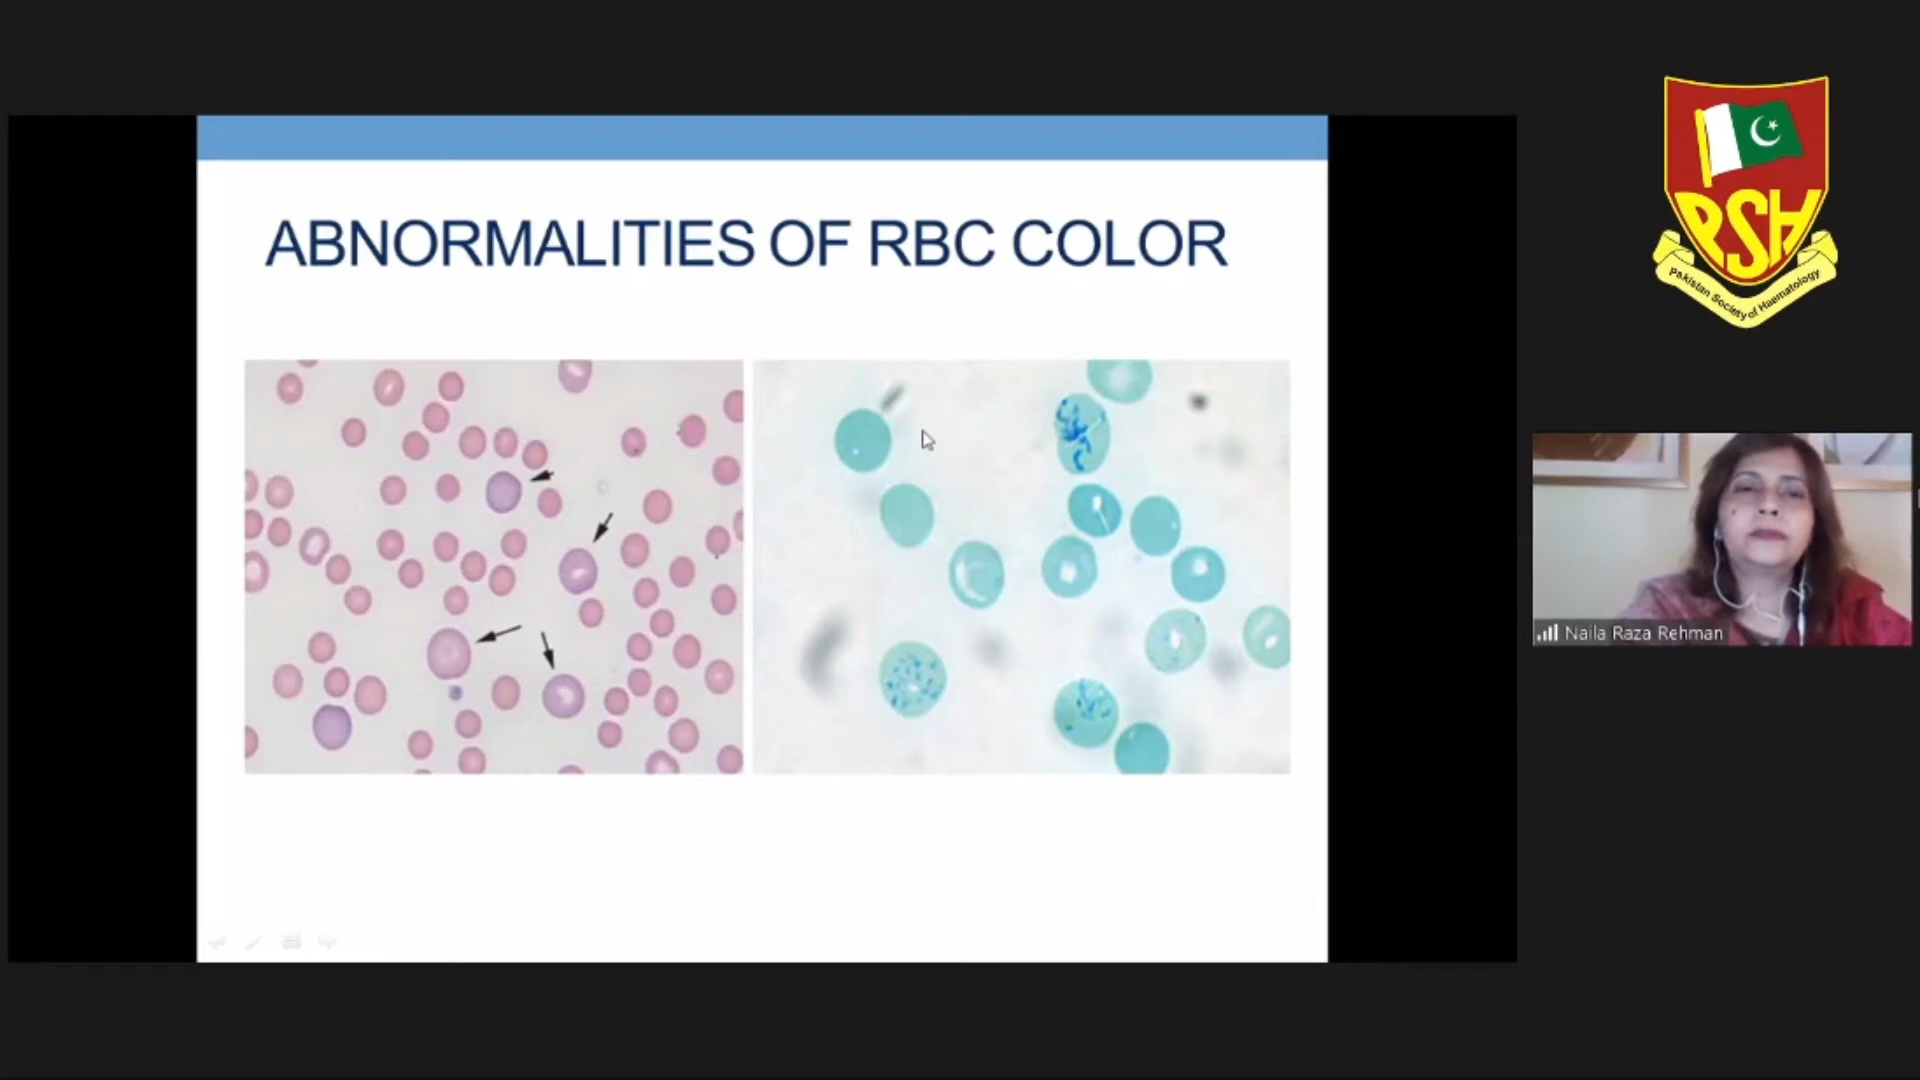 ABNORMALITIES OF RBC COLOR
PSH
Pakistan Society of Haematology
Naila Raza Rehman